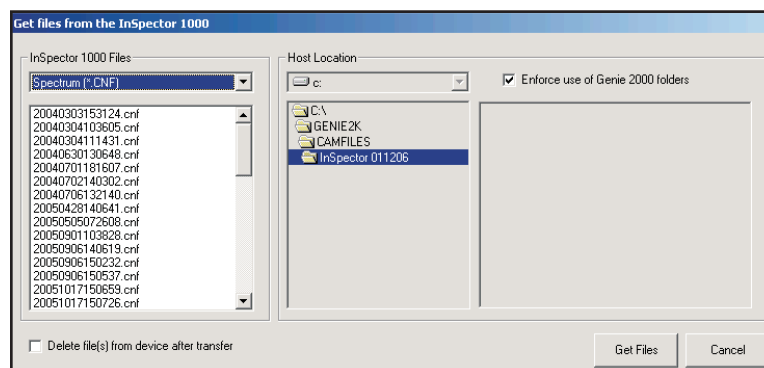 Get files from the InSpector 1000
InSpector 1000 Files
Spectrum (*.CNF)
20040303153124.cnf
20040304103605.cnf
20040304111431.cnf
20040630130648.cnf
20040701181607.cnf
20040702140302.cnf
20040706132140.cnf
20050428140641.cnf
20050505072608.cnf
20050901103828.cnf
20050906140619.cnf
20050906150232.cnf
20050906150537.cnf
20051017150659.cnf
20051017150726.cnf
Delete file(s) from device after transfer
Host Location
c:
C:\
GENIE2K
CAMFILES
InSpector 011206
Enforce use of Genie 2000 folders
Get Files
Cancel